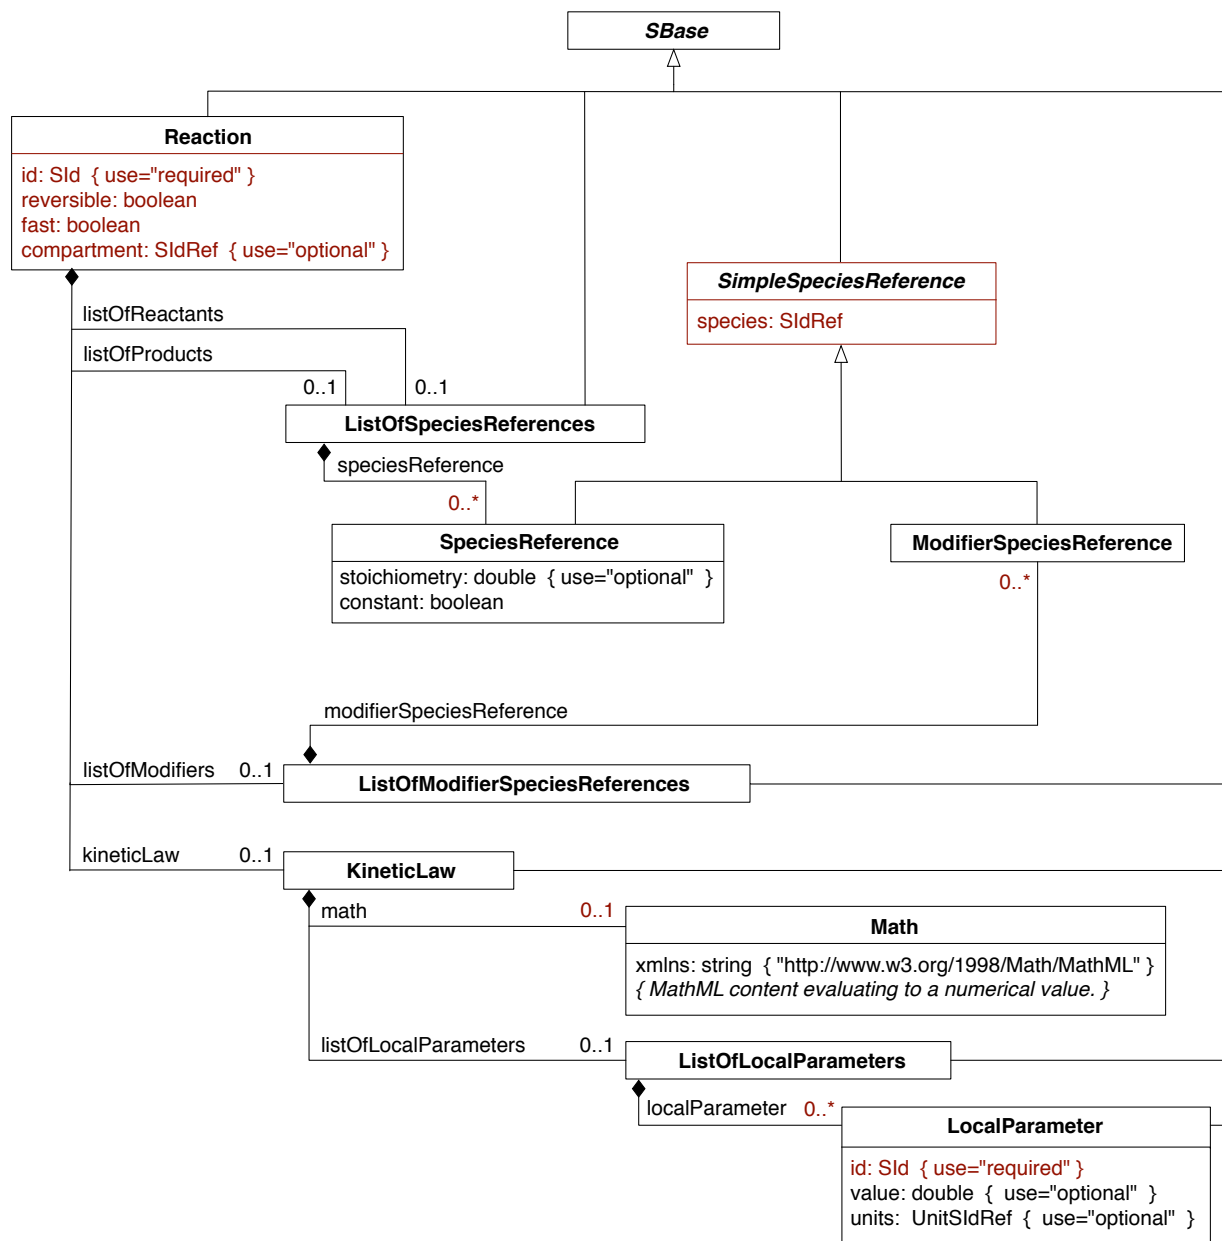 SBase
Reaction
id: SId { use="required" }
reversible: boolean
fast: boolean
compartment: SIdRef { use="optional" }
SimpleSpeciesReference
species: SIdRef
listOfReactants
listOfProducts
0..1
0..1
ListOfSpeciesReferences
speciesReference
0..*
SpeciesReference
stoichiometry: double { use="optional" }
constant: boolean
ModifierSpeciesReference
0..*
modifierSpeciesReference
listOfModifiers 0..1
ListOfModifierSpeciesReferences
kineticLaw 0..1
KineticLaw
math 0..1
Math
xmlns: string { "http://www.w3.org/1998/Math/MathML" }
{ MathML content evaluating to a numerical value. }
listOfLocalParameters 0..1
ListOfLocalParameters
localParameter 0..*
LocalParameter
id: SId { use="required" }
value: double { use="optional" }
units: UnitSIdRef { use="optional" }